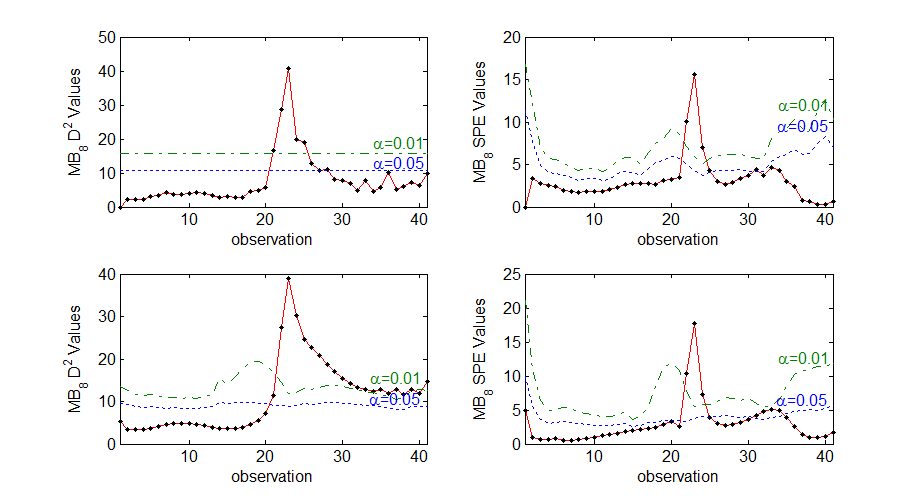 MB₈ D² Values
50
40
30
20
10
0
α=0.01
α=0.05
10 20 30 40
observation
MB₈ SPE Values
20
15
10
5
0
α=0.01
α=0.05
10 20 30 40
observation
MB₈ D² Values
40
30
20
10
0
α=0.01
α=0.05
10 20 30 40
observation
MB₈ SPE Values
25
20
15
10
5
0
α=0.01
α=0.05
10 20 30 40
observation